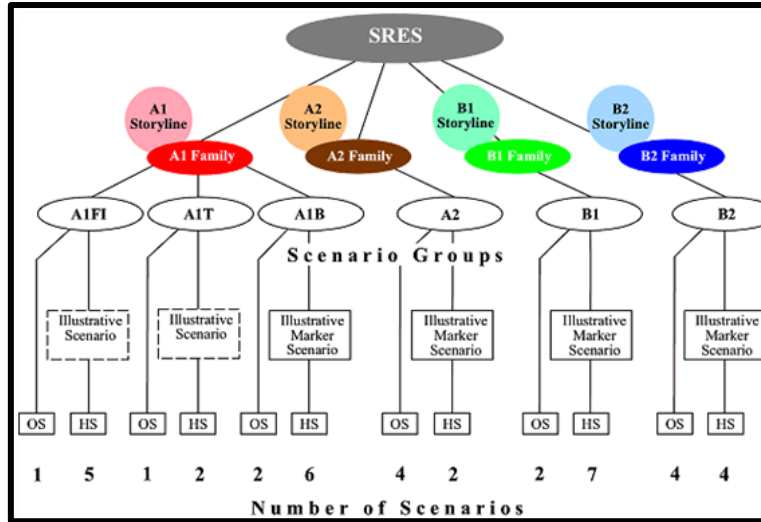 SRES
A1
Storyline
A2
Storyline
B1
Storyline
B2
Storyline
A1 Family
A2 Family
B1 Family
B2 Family
A1FI
A1T
A1B
A2
B1
B2
Scenario Groups
Illustrative
Scenario
Illustrative
Scenario
Illustrative
Marker
Scenario
Illustrative
Marker
Scenario
Illustrative
Marker
Scenario
Illustrative
Marker
Scenario
OS HS OS HS OS HS OS HS OS HS OS HS
1 5 1 2 2 6 4 2 2 7 4 4
Number of Scenarios